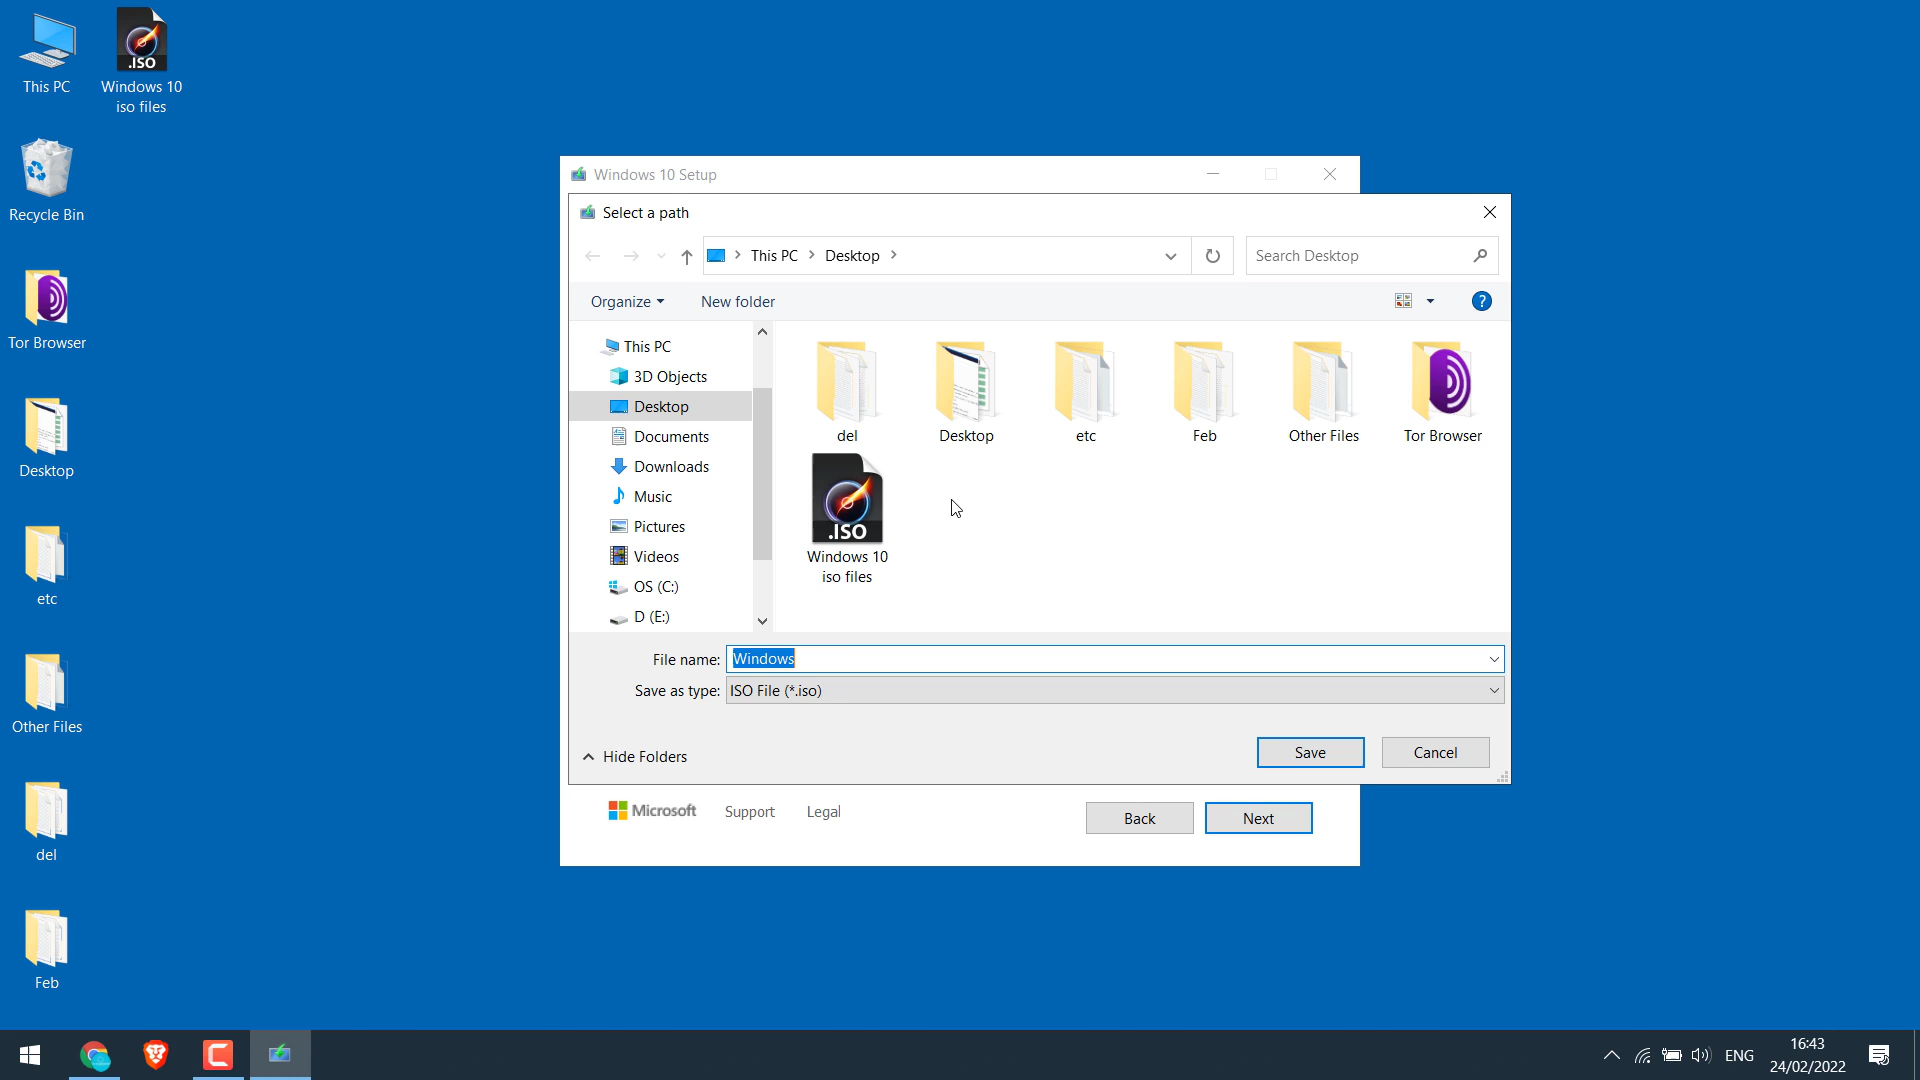 This PC
Windows 10
iso files
.ISO
Recycle Bin
Tor Browser
Desktop
etc
Other Files
del
Feb
Windows 10 Setup
Select a path
This PC
Desktop
Search Desktop
Organize
New folder
?
This PC
3D Objects
Desktop
Documents
Downloads
Music
Pictures
Videos
OS (C:)
D (E:)
del
Desktop
etc
Feb
Other Files
Tor Browser
.ISO
Windows 10
iso files
File name:
Windows
Save as type:
ISO File (*.iso)
Hide Folders
Save
Cancel
Microsoft
Support
Legal
Back
Next
ENG
16:43
24/02/2022